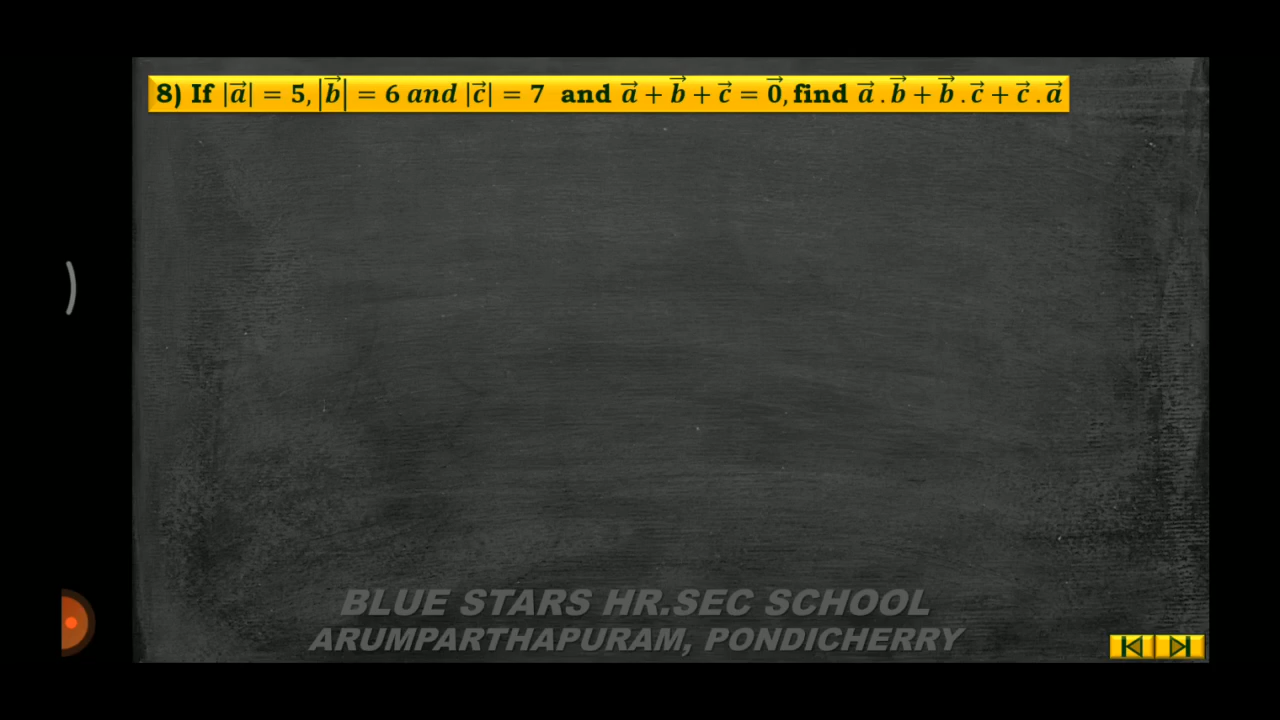 8) If |a⃗| = 5, |b⃗| = 6 and |c⃗| = 7 and a⃗ + b⃗ + c⃗ = 0⃗, find a⃗ . b⃗ + b⃗ . c⃗ + c⃗ . a⃗
BLUE STARS HR.SEC SCHOOL
ARUMPARTHAPURAM, PONDICHERRY